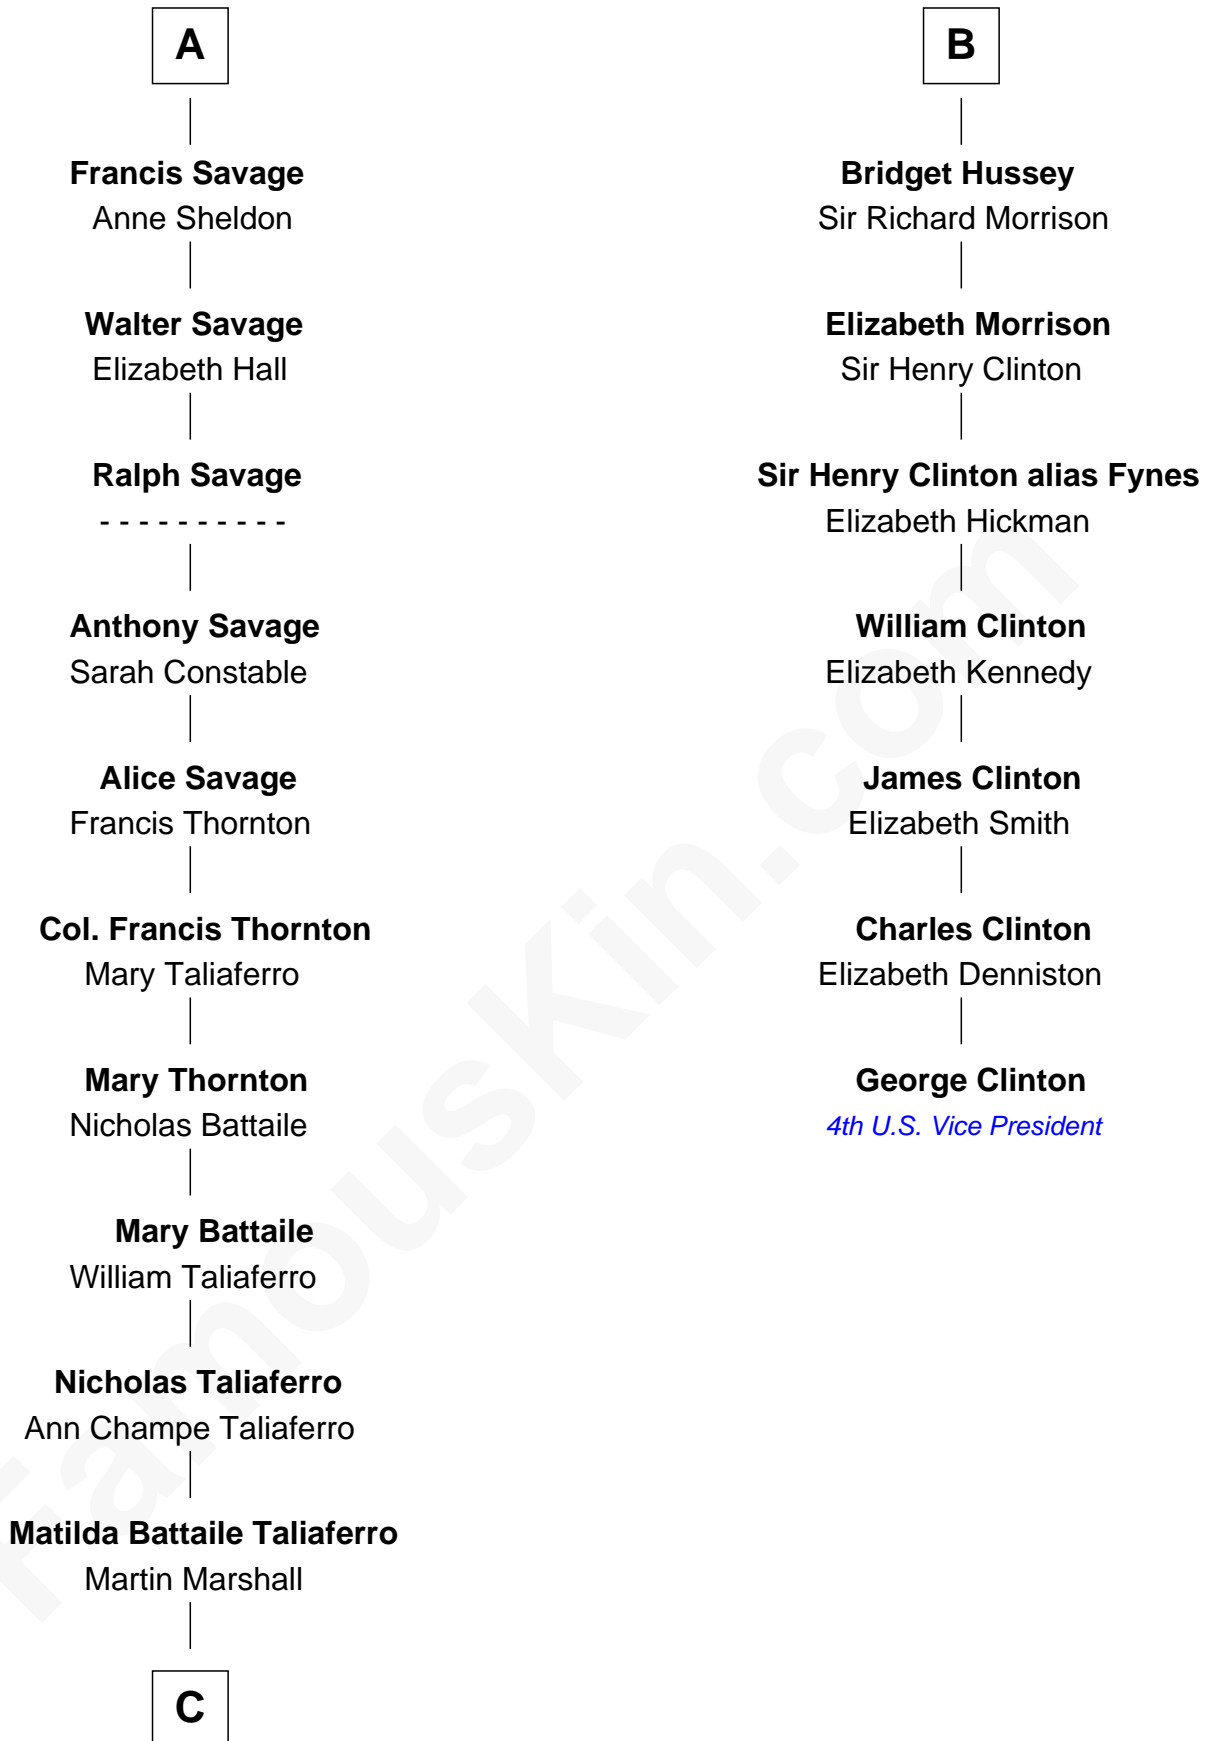 A
Francis Savage
Anne Sheldon
Walter Savage
Elizabeth Hall
Ralph Savage
- - - - - - - - - -
Anthony Savage
Sarah Constable
Alice Savage
Francis Thornton
Col. Francis Thornton
Mary Taliaferro
Mary Thornton
Nicholas Battaile
Mary Battaile
William Taliaferro
Nicholas Taliaferro
Ann Champe Taliaferro
Matilda Battaile Taliaferro
Martin Marshall
C
B
Bridget Hussey
Sir Richard Morrison
Elizabeth Morrison
Sir Henry Clinton
Sir Henry Clinton alias Fynes
Elizabeth Hickman
William Clinton
Elizabeth Kennedy
James Clinton
Elizabeth Smith
Charles Clinton
Elizabeth Denniston
George Clinton
4th U.S. Vice President
FamousKin.com